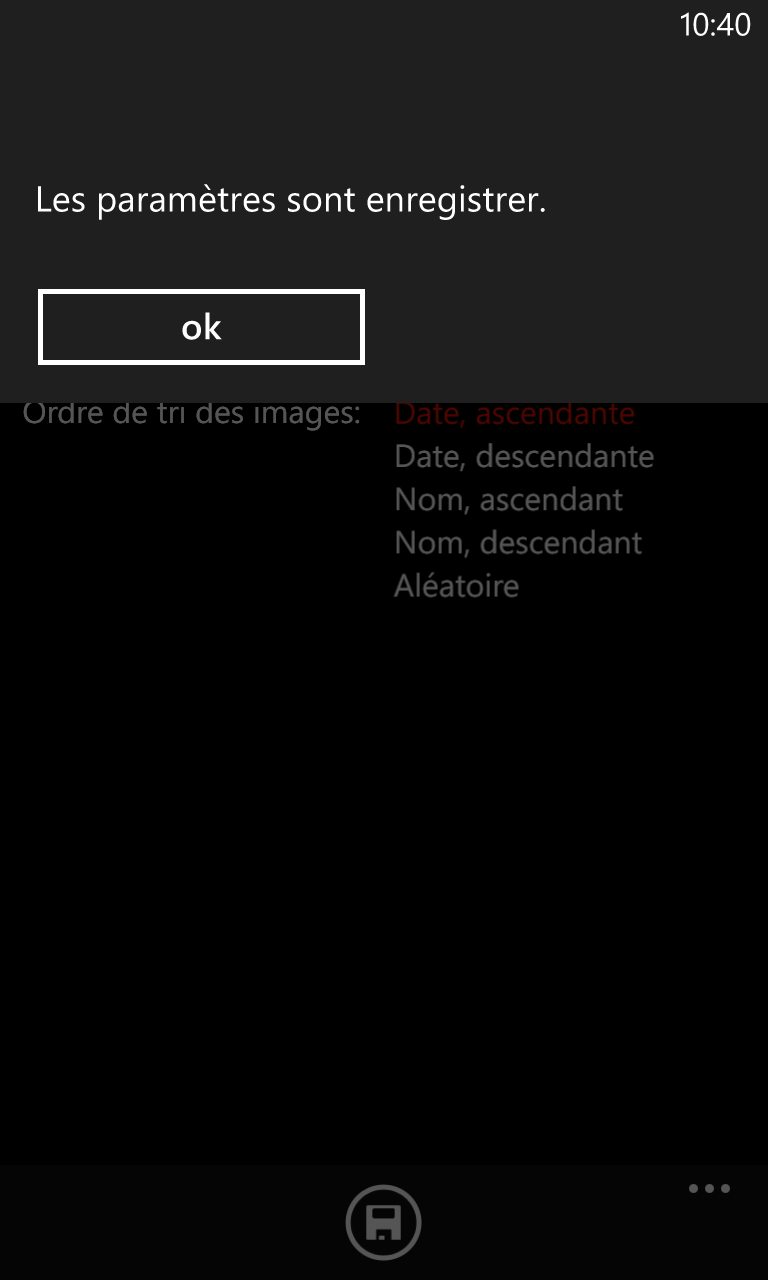 10:40
Les paramètres sont enregistrer.
ok
Ordre de tri des images: Date, ascendante
Date, descendante
Nom, ascendant
Nom, descendant
Aléatoire